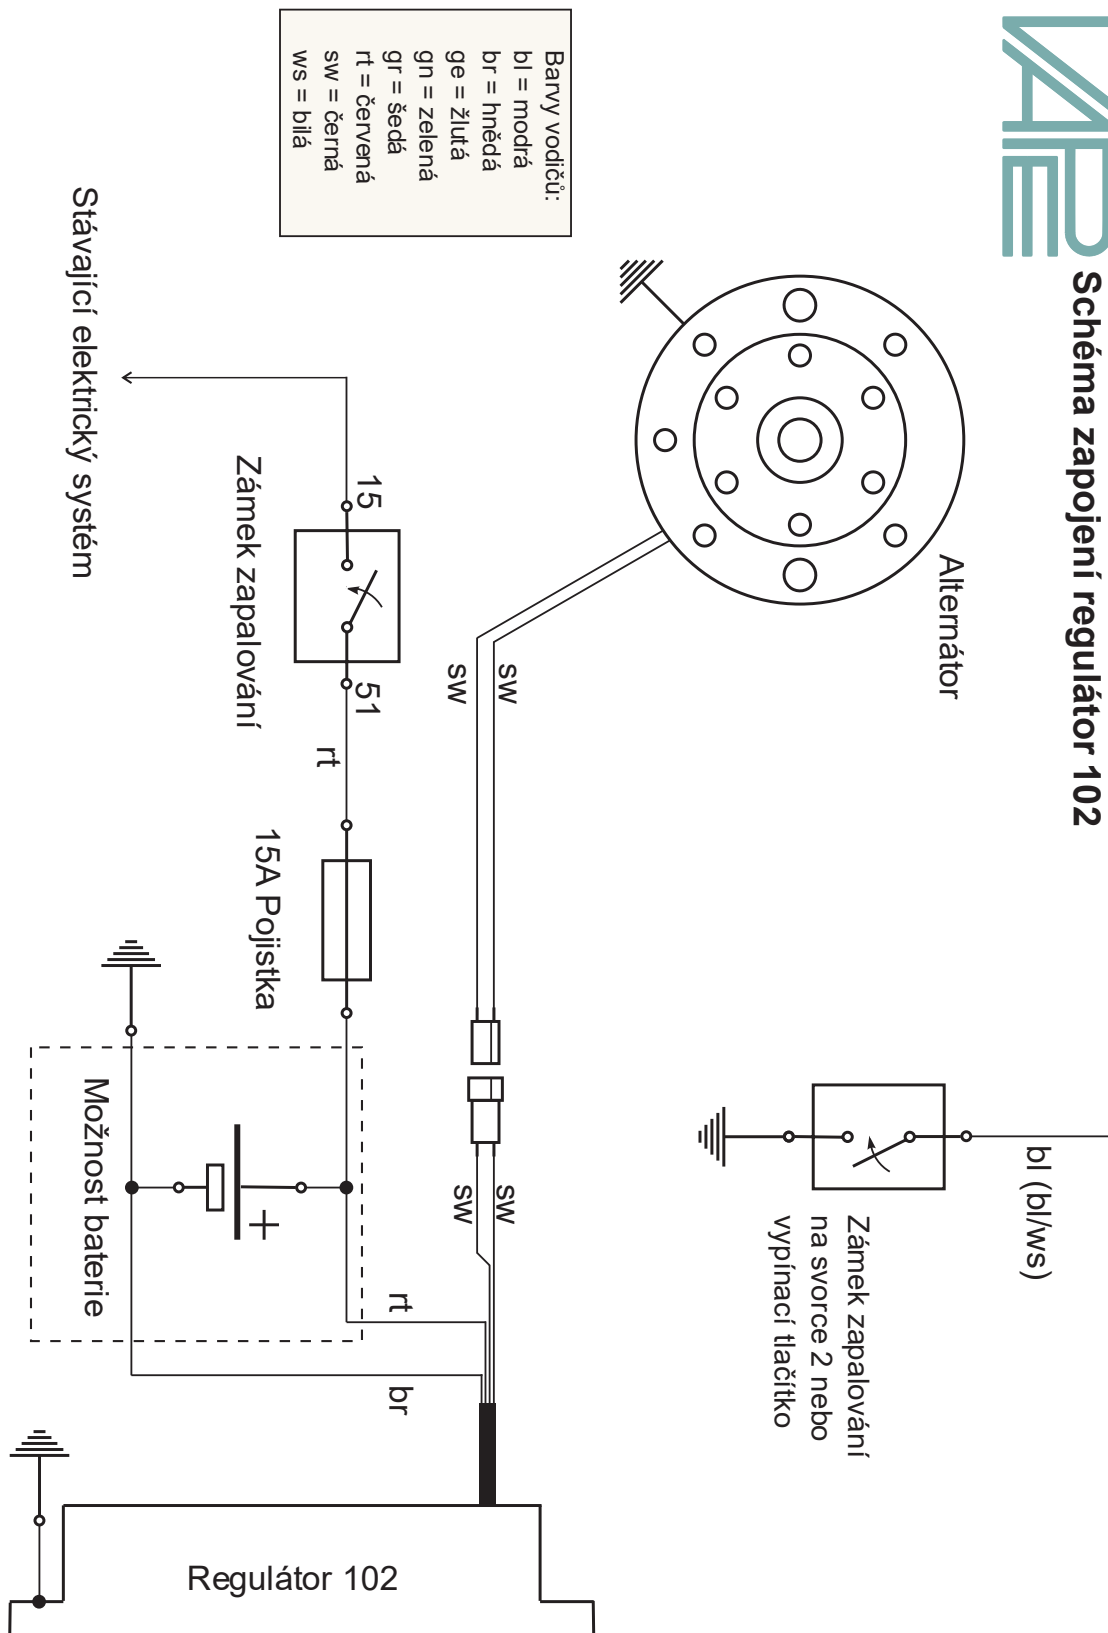 VAPE
Schéma zapojení regulátor 102
Barvy vodičů:
bl = modrá
br = hnědá
ge = žlutá
gn = zelená
gr = šedá
rt = červená
sw = černá
ws = bílá
Alternátor
sw
sw
Stávající elektrický systém
15
Zámek zapalování
51
rt
15A Pojistka
bl (bl/ws)
Zámek zapalování
na svorce 2 nebo
vypínací tlačítko
sw
sw
Možnost baterie
+
rt
br
Regulátor 102